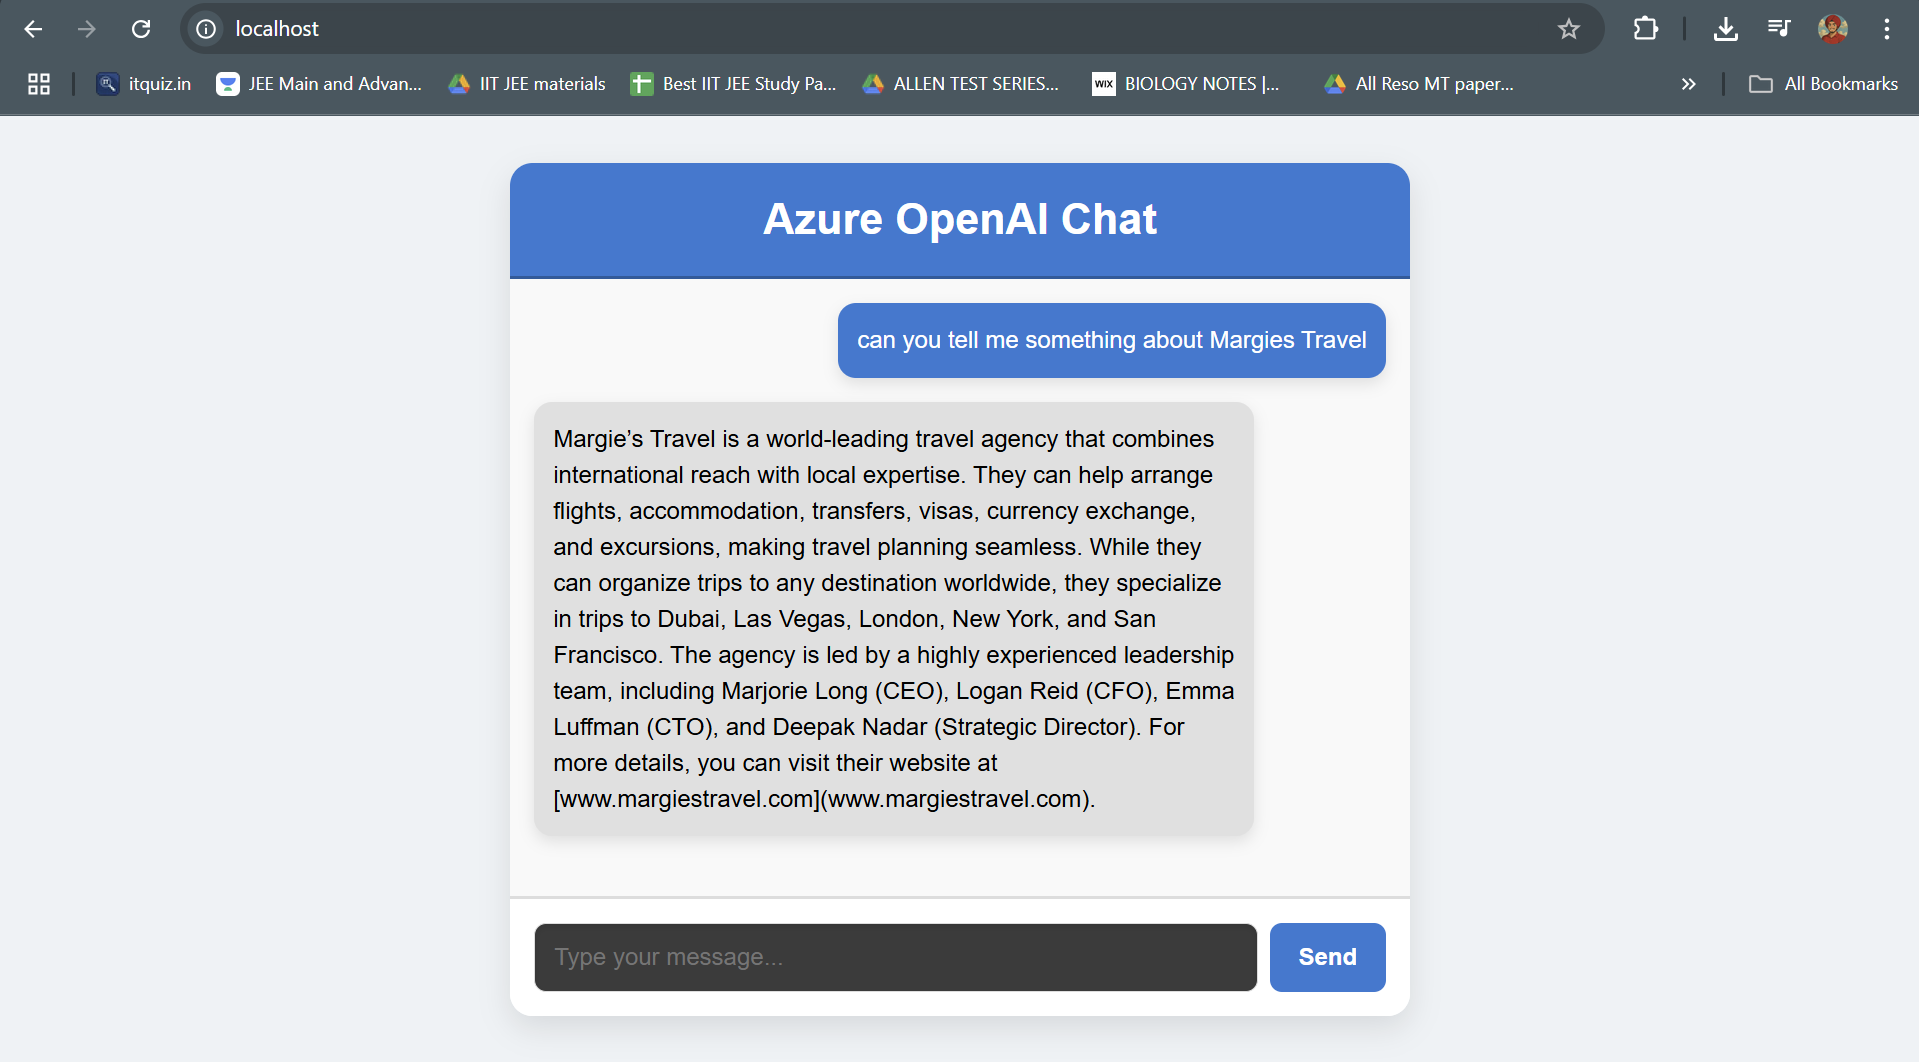 localhost
itquiz.in
JEE Main and Advan...
IIT JEE materials
Best IIT JEE Study Pa...
ALLEN TEST SERIES...
WIX
BIOLOGY NOTES |...
All Reso MT paper...
All Bookmarks
Azure OpenAI Chat
can you tell me something about Margies Travel
Margie’s Travel is a world-leading travel agency that combines
international reach with local expertise. They can help arrange
flights, accommodation, transfers, visas, currency exchange,
and excursions, making travel planning seamless. While they
can organize trips to any destination worldwide, they specialize
in trips to Dubai, Las Vegas, London, New York, and San
Francisco. The agency is led by a highly experienced leadership
team, including Marjorie Long (CEO), Logan Reid (CFO), Emma
Luffman (CTO), and Deepak Nadar (Strategic Director). For
more details, you can visit their website at
[www.margiestravel.com](www.margiestravel.com).
Type your message...
Send